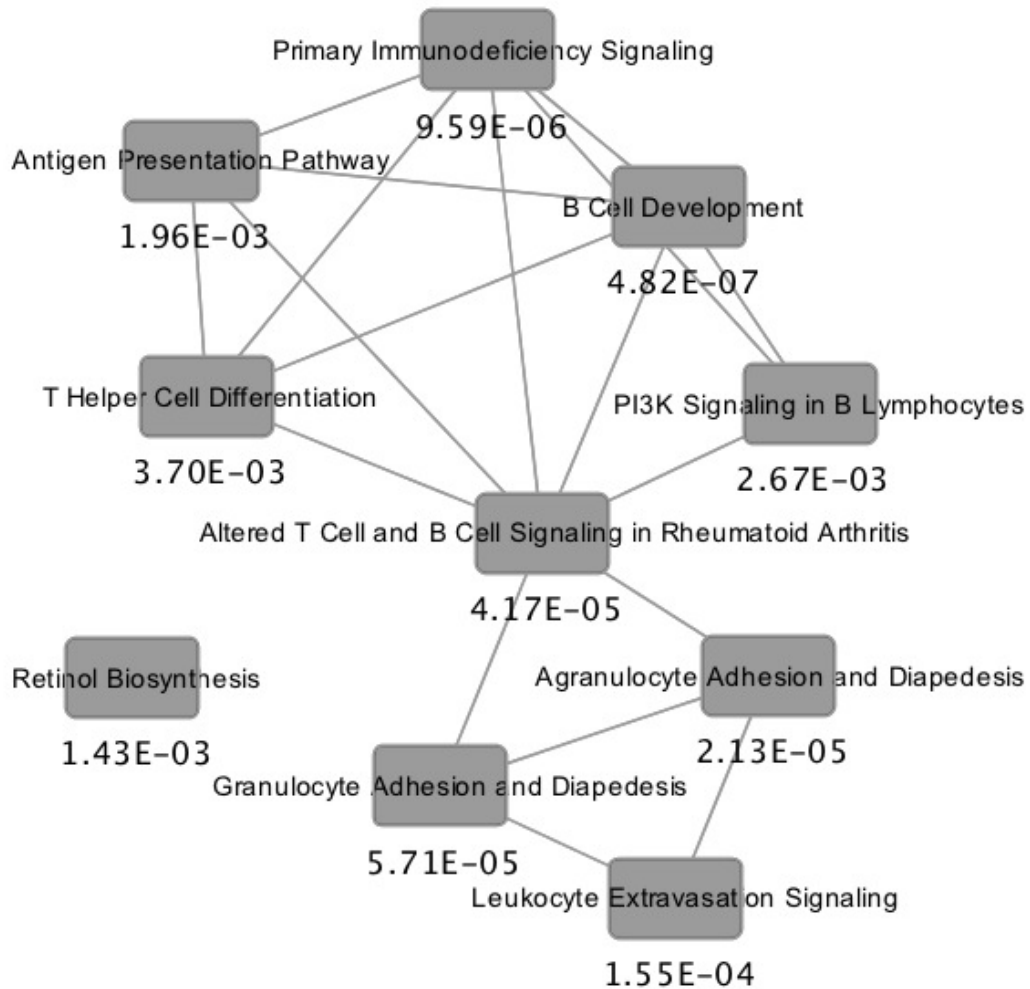 Primary Immunodeficiency Signaling
9.59E-06
Antigen Presentation Pathway
1.96E-03
B Cell Development
4.82E-07
T Helper Cell Differentiation
3.70E-03
PI3K Signaling in B Lymphocytes
2.67E-03
Altered T Cell and B Cell Signaling in Rheumatoid Arthritis
4.17E-05
Retinol Biosynthesis
1.43E-03
Agranulocyte Adhesion and Diapedesis
2.13E-05
Granulocyte Adhesion and Diapedesis
5.71E-05
Leukocyte Extravasation Signaling
1.55E-04